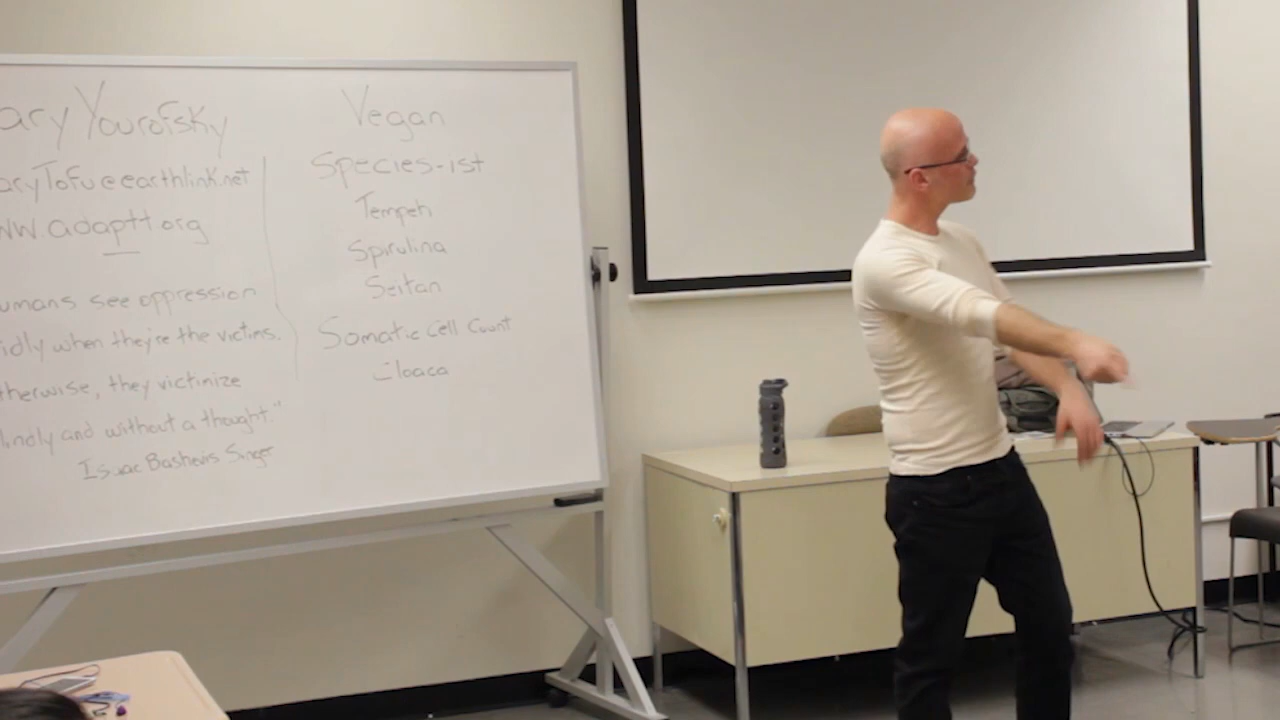 ary Yourofsky
aryTofu@earthlink.net
ww.adaptt.org
umans see oppression
idly when they're the victims.
therwise, they victimize
lindly and without a thought."
Isaac Bashevis Singer
Vegan
Species-ist
Tempeh
Spirulina
Seitan
Somatic Cell Count
Cloaca